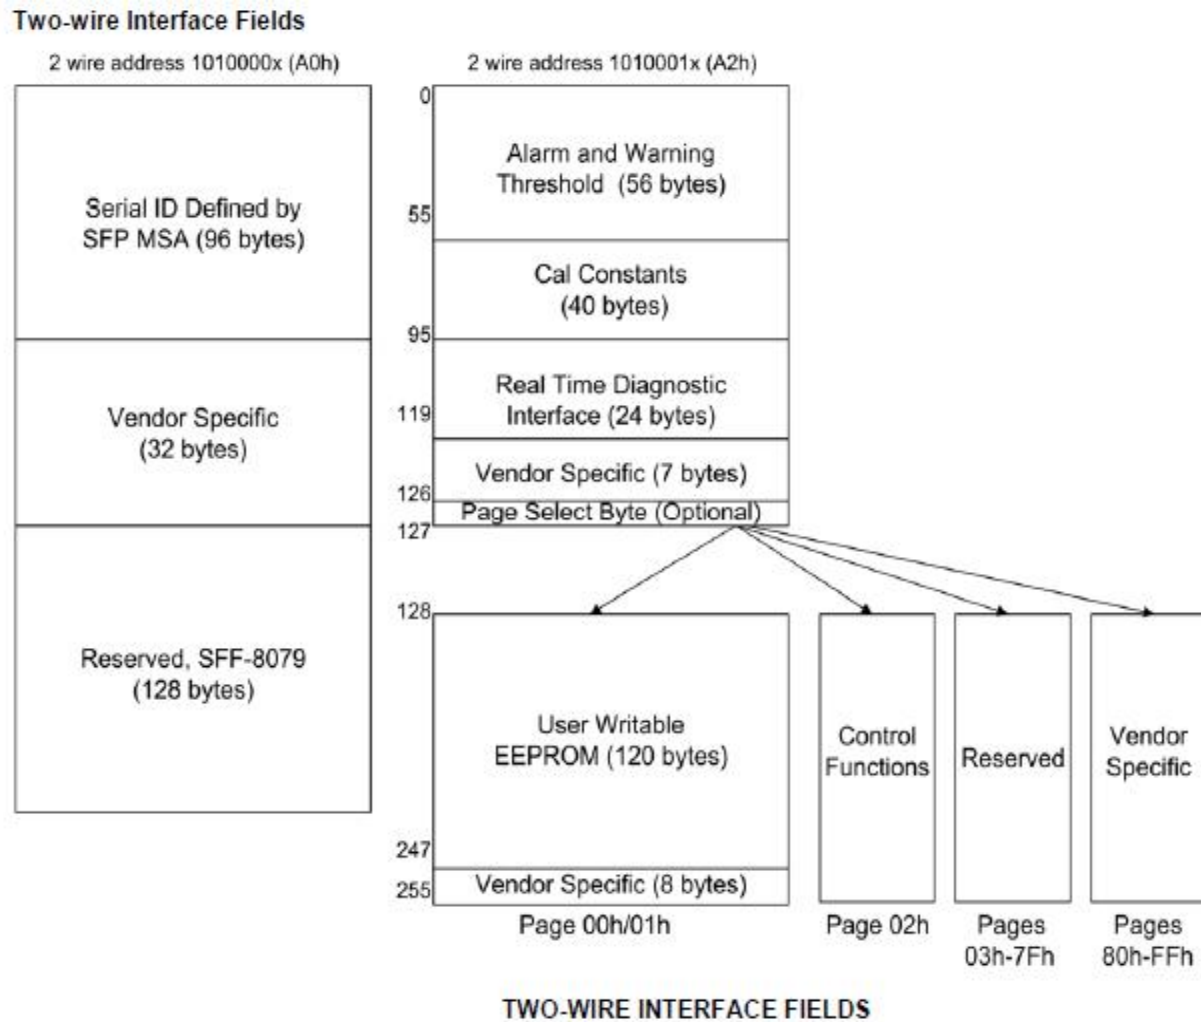 Two-wire Interface Fields
2 wire address 1010000x (A0h)
Serial ID Defined by
SFP MSA (96 bytes)
Vendor Specific
(32 bytes)
Reserved, SFF-8079
(128 bytes)
2 wire address 1010001x (A2h)
0
Alarm and Warning
Threshold (56 bytes)
55
Cal Constants
(40 bytes)
95
Real Time Diagnostic
Interface (24 bytes)
119
Vendor Specific (7 bytes)
126
Page Select Byte (Optional)
127
128
User Writable
EEPROM (120 bytes)
247
Vendor Specific (8 bytes)
255
Page 00h/01h
Control
Functions
Page 02h
Reserved
Pages
03h-7Fh
Vendor
Specific
Pages
80h-FFh
TWO-WIRE INTERFACE FIELDS